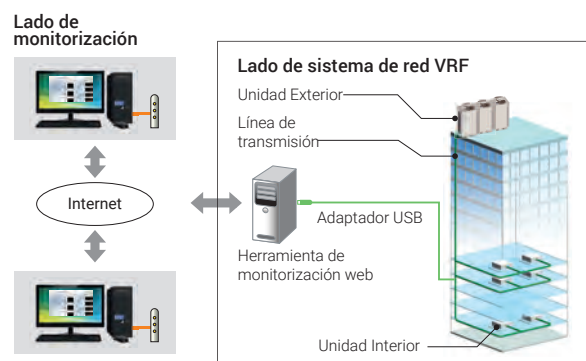 Lado de
monitorización
Lado de sistema de red VRF
Unidad Exterior
Línea de
transmisión
Internet
Adaptador USB
Herramienta de
monitorización web
Unidad Interior